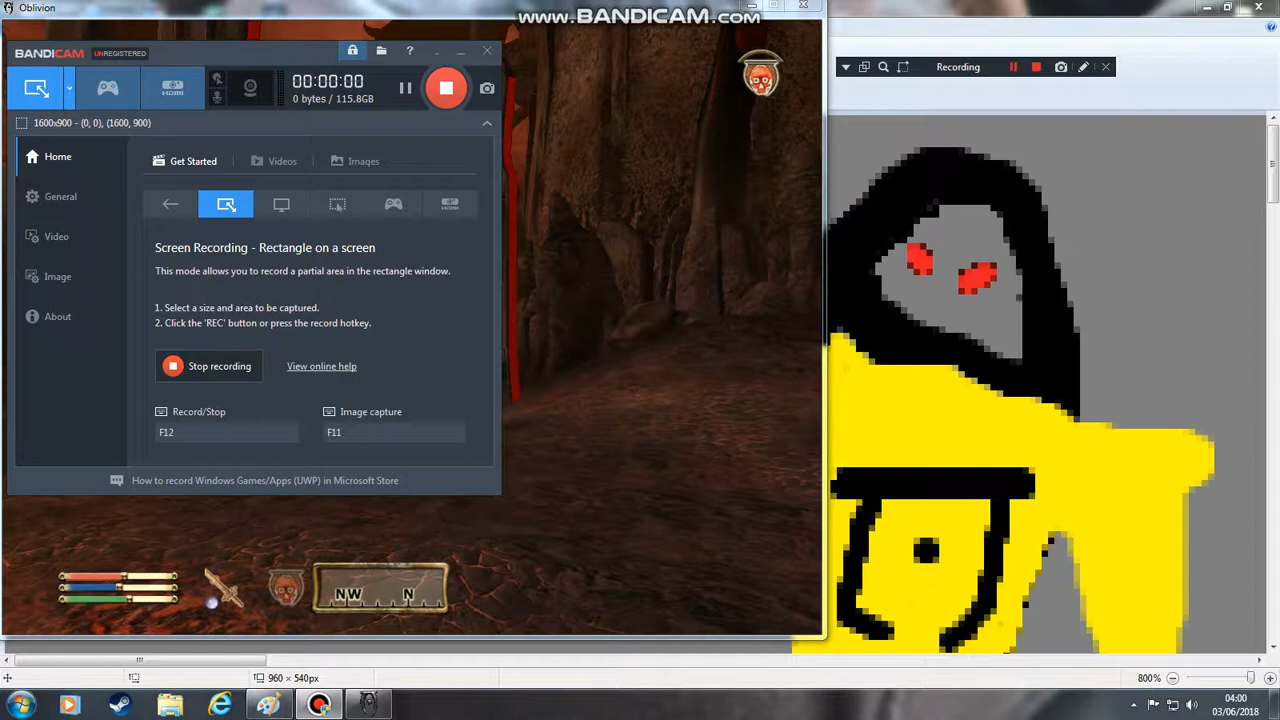 Oblivion
www.BANDICAM.com
BANDICAM UNREGISTERED
?
00:00:00
0 bytes / 115.8GB
HDMI
Recording
1600x900 - (0, 0), (1600, 900)
Home
Get Started
Videos
Images
General
HDMI
Video
Screen Recording - Rectangle on a screen
This mode allows you to record a partial area in the rectangle window.
Image
1. Select a size and area to be captured.
2. Click the 'REC' button or press the record hotkey.
About
Stop recording
View online help
Record/Stop
Image capture
F12
F11
How to record Windows Games/Apps (UWP) in Microsoft Store
NW N
960 × 540px
800%
04:00
03/06/2018